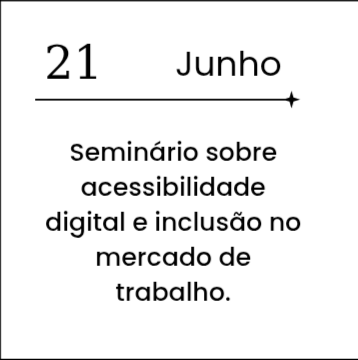 21 Junho
Seminário sobre
acessibilidade
digital e inclusão no
mercado de
trabalho.